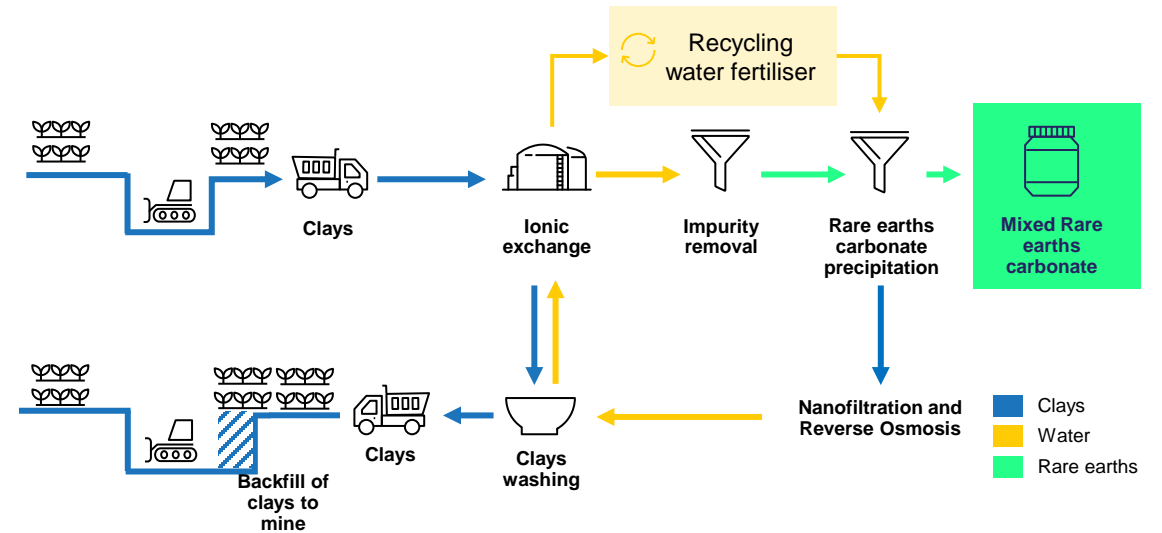 Recycling
water fertiliser
Clays
Ionic
exchange
Impurity
removal
Rare earths
carbonate
precipitation
Mixed Rare
earths
carbonate
Backfill of
clays to
mine
Clays
Clays
washing
Nanofiltration and
Reverse Osmosis
Clays
Water
Rare earths